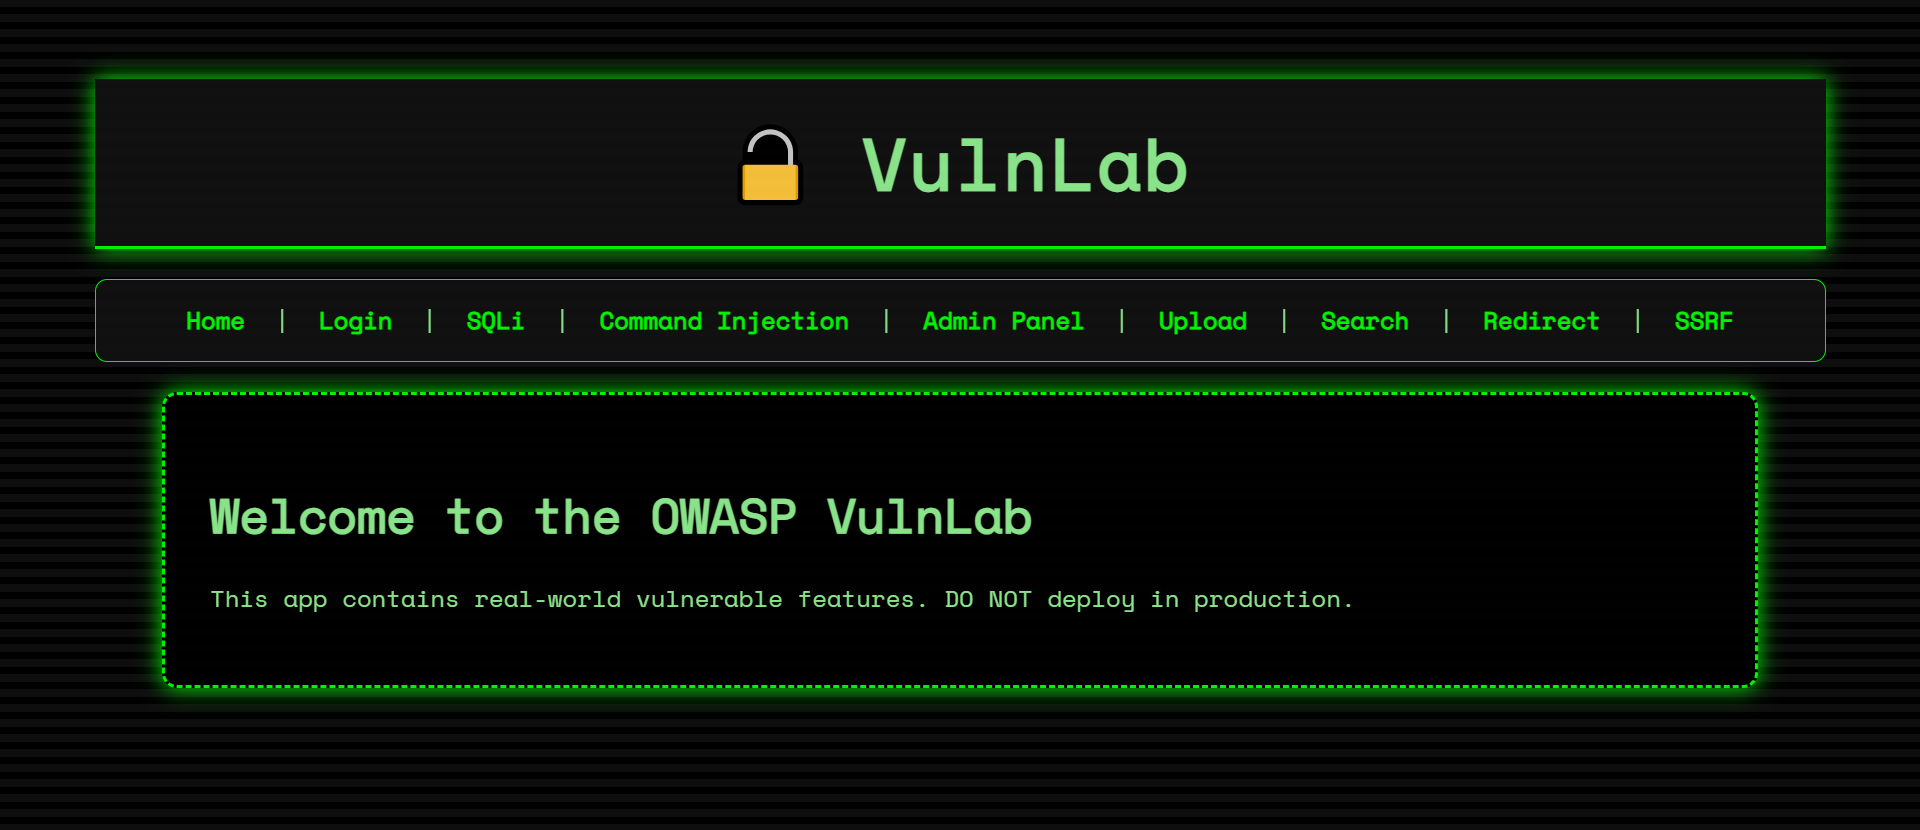 VulnLab
Home | Login | SQLi | Command Injection | Admin Panel | Upload | Search | Redirect | SSRF
Welcome to the OWASP VulnLab
This app contains real-world vulnerable features. DO NOT deploy in production.